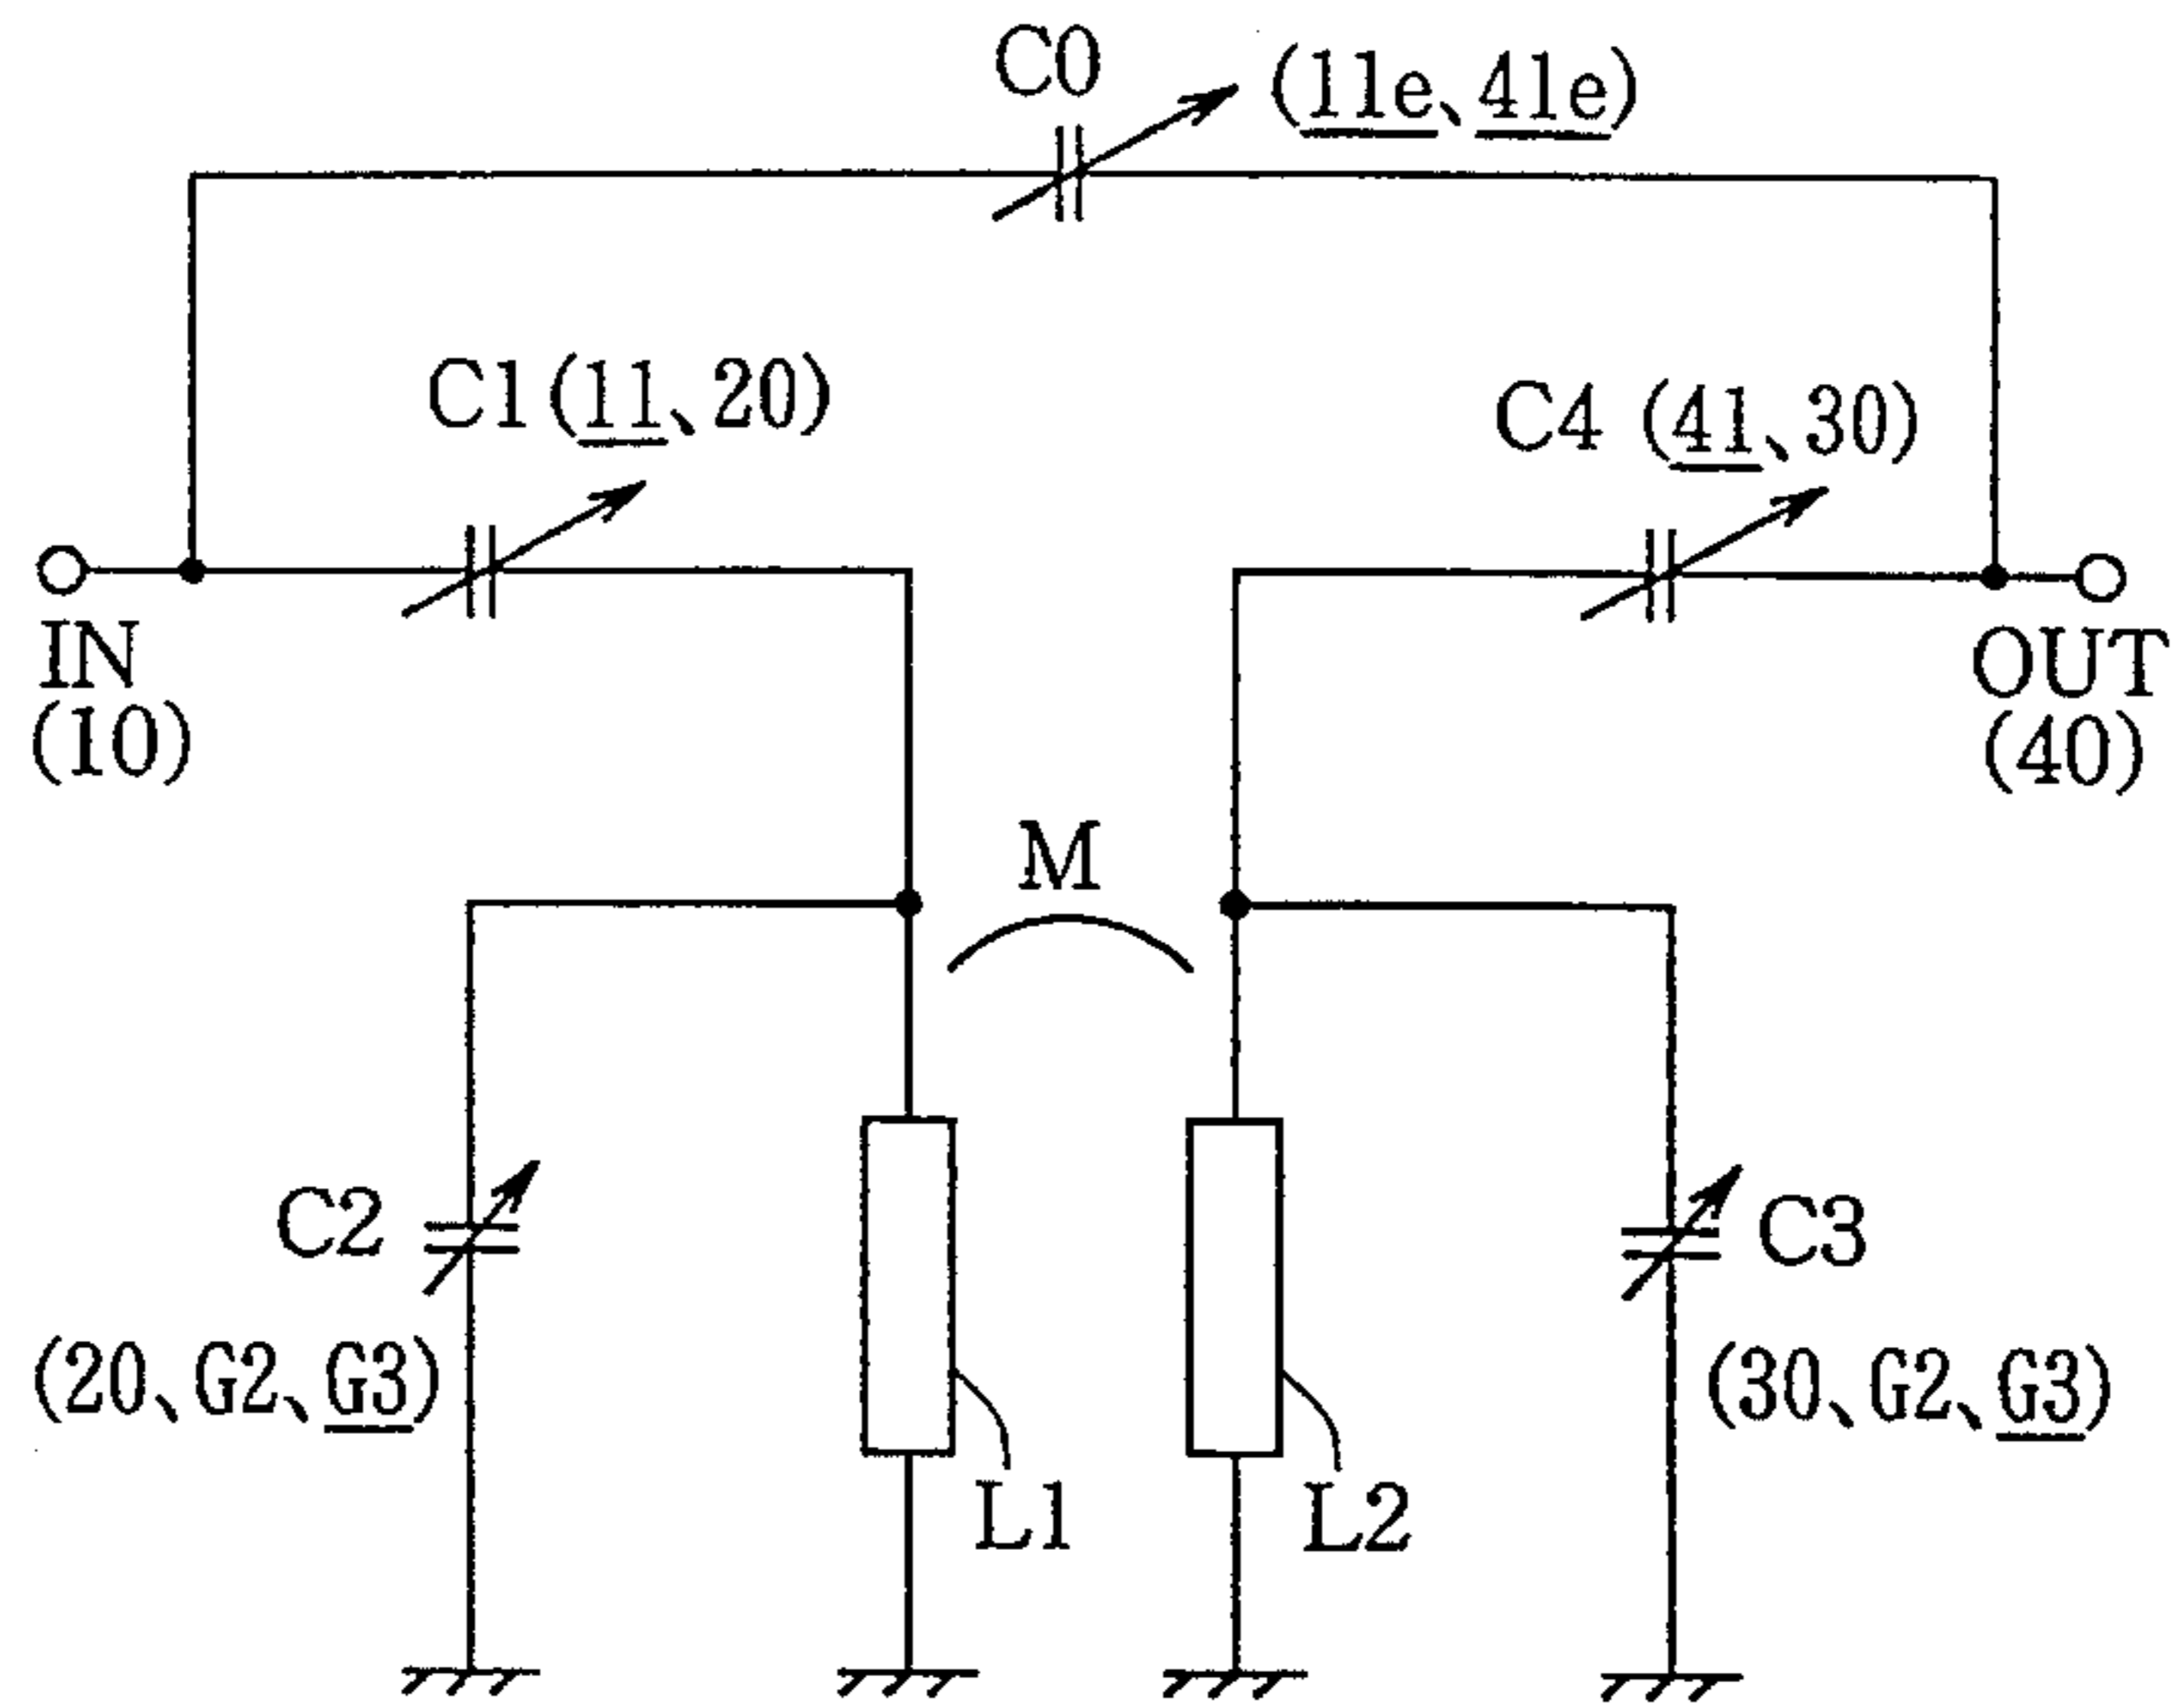 C0
(11e、41e)
C1(11、20)
C4 (41、30)
IN
(10)
OUT
(40)
M
C2
(20、G2、G3)
C3
(30、G2、G3)
L1
L2